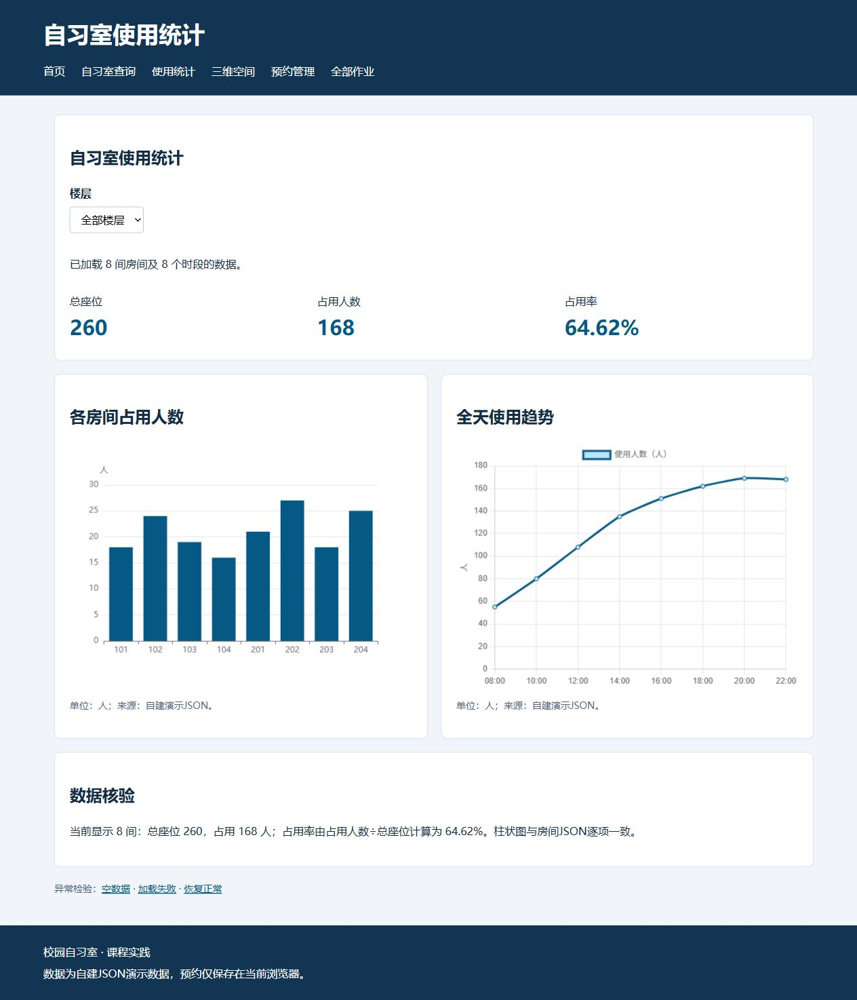 自习室使用统计
首页 自习室查询 使用统计 三维空间 预约管理 全部作业
自习室使用统计
楼层
全部楼层
已加载 8 间房间及 8 个时段的数据。
总座位 占用人数 占用率
260 168 64.62%
各房间占用人数
人
30
25
20
15
10
5
0
101 102 103 104 201 202 203 204
单位：人；来源：自建演示JSON。
全天使用趋势
使用人数（人）
人
180
160
140
120
100
80
60
40
20
0
08:00 10:00 12:00 14:00 16:00 18:00 20:00 22:00
单位：人；来源：自建演示JSON。
数据核验
当前显示 8 间：总座位 260，占用 168 人；占用率由占用人数÷总座位计算为 64.62%。柱状图与房间JSON逐项一致。
异常检验：空数据 · 加载失败 · 恢复正常
校园自习室 · 课程实践
数据为自建JSON演示数据，预约仅保存在当前浏览器。